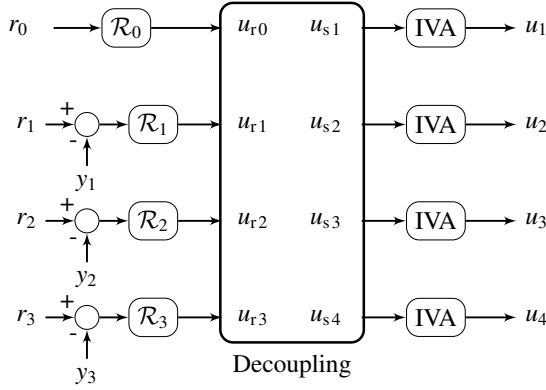 r0 R0 ur0 us1 IVA u1
+
r1 R1 ur1 us2 IVA u2
-
y1
+
r2 R2 ur2 us3 IVA u3
-
y2
+
r3 R3 ur3 us4 IVA u4
-
y3
Decoupling